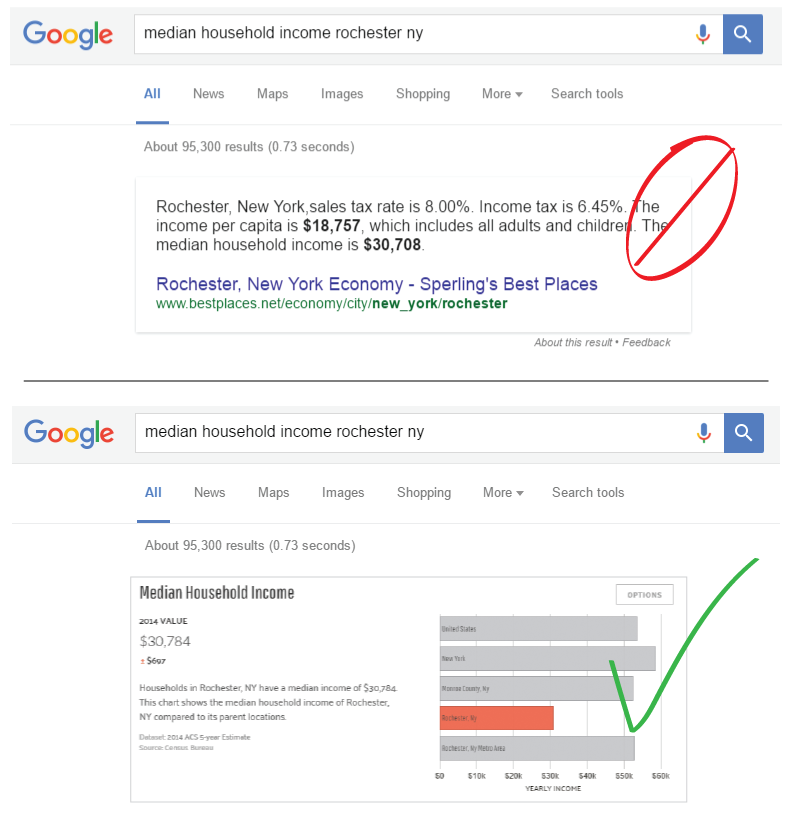 Google
median household income rochester ny
All News Maps Images Shopping More Search tools
About 95,300 results (0.73 seconds)
Rochester, New York,sales tax rate is 8.00%. Income tax is 6.45%. The
income per capita is $18,757, which includes all adults and children. The
median household income is $30,708.
Rochester, New York Economy - Sperling's Best Places
www.bestplaces.net/economy/city/new_york/rochester
About this result • Feedback
Google
median household income rochester ny
All News Maps Images Shopping More Search tools
About 95,300 results (0.73 seconds)
Median Household Income
OPTIONS
2014 VALUE
$30,784
± $697
Households in Rochester, NY have a median income of $30,784.
This chart shows the median household income of Rochester,
NY compared to its parent locations.
Dataset: 2014 ACS 5-year Estimate
Source: Census Bureau
United States
New York
Monroe County, Ny
Rochester, Ny
Rochester, Ny Metro Area
$0 $10k $20k $30k $40k $50k $60k
YEARLY INCOME